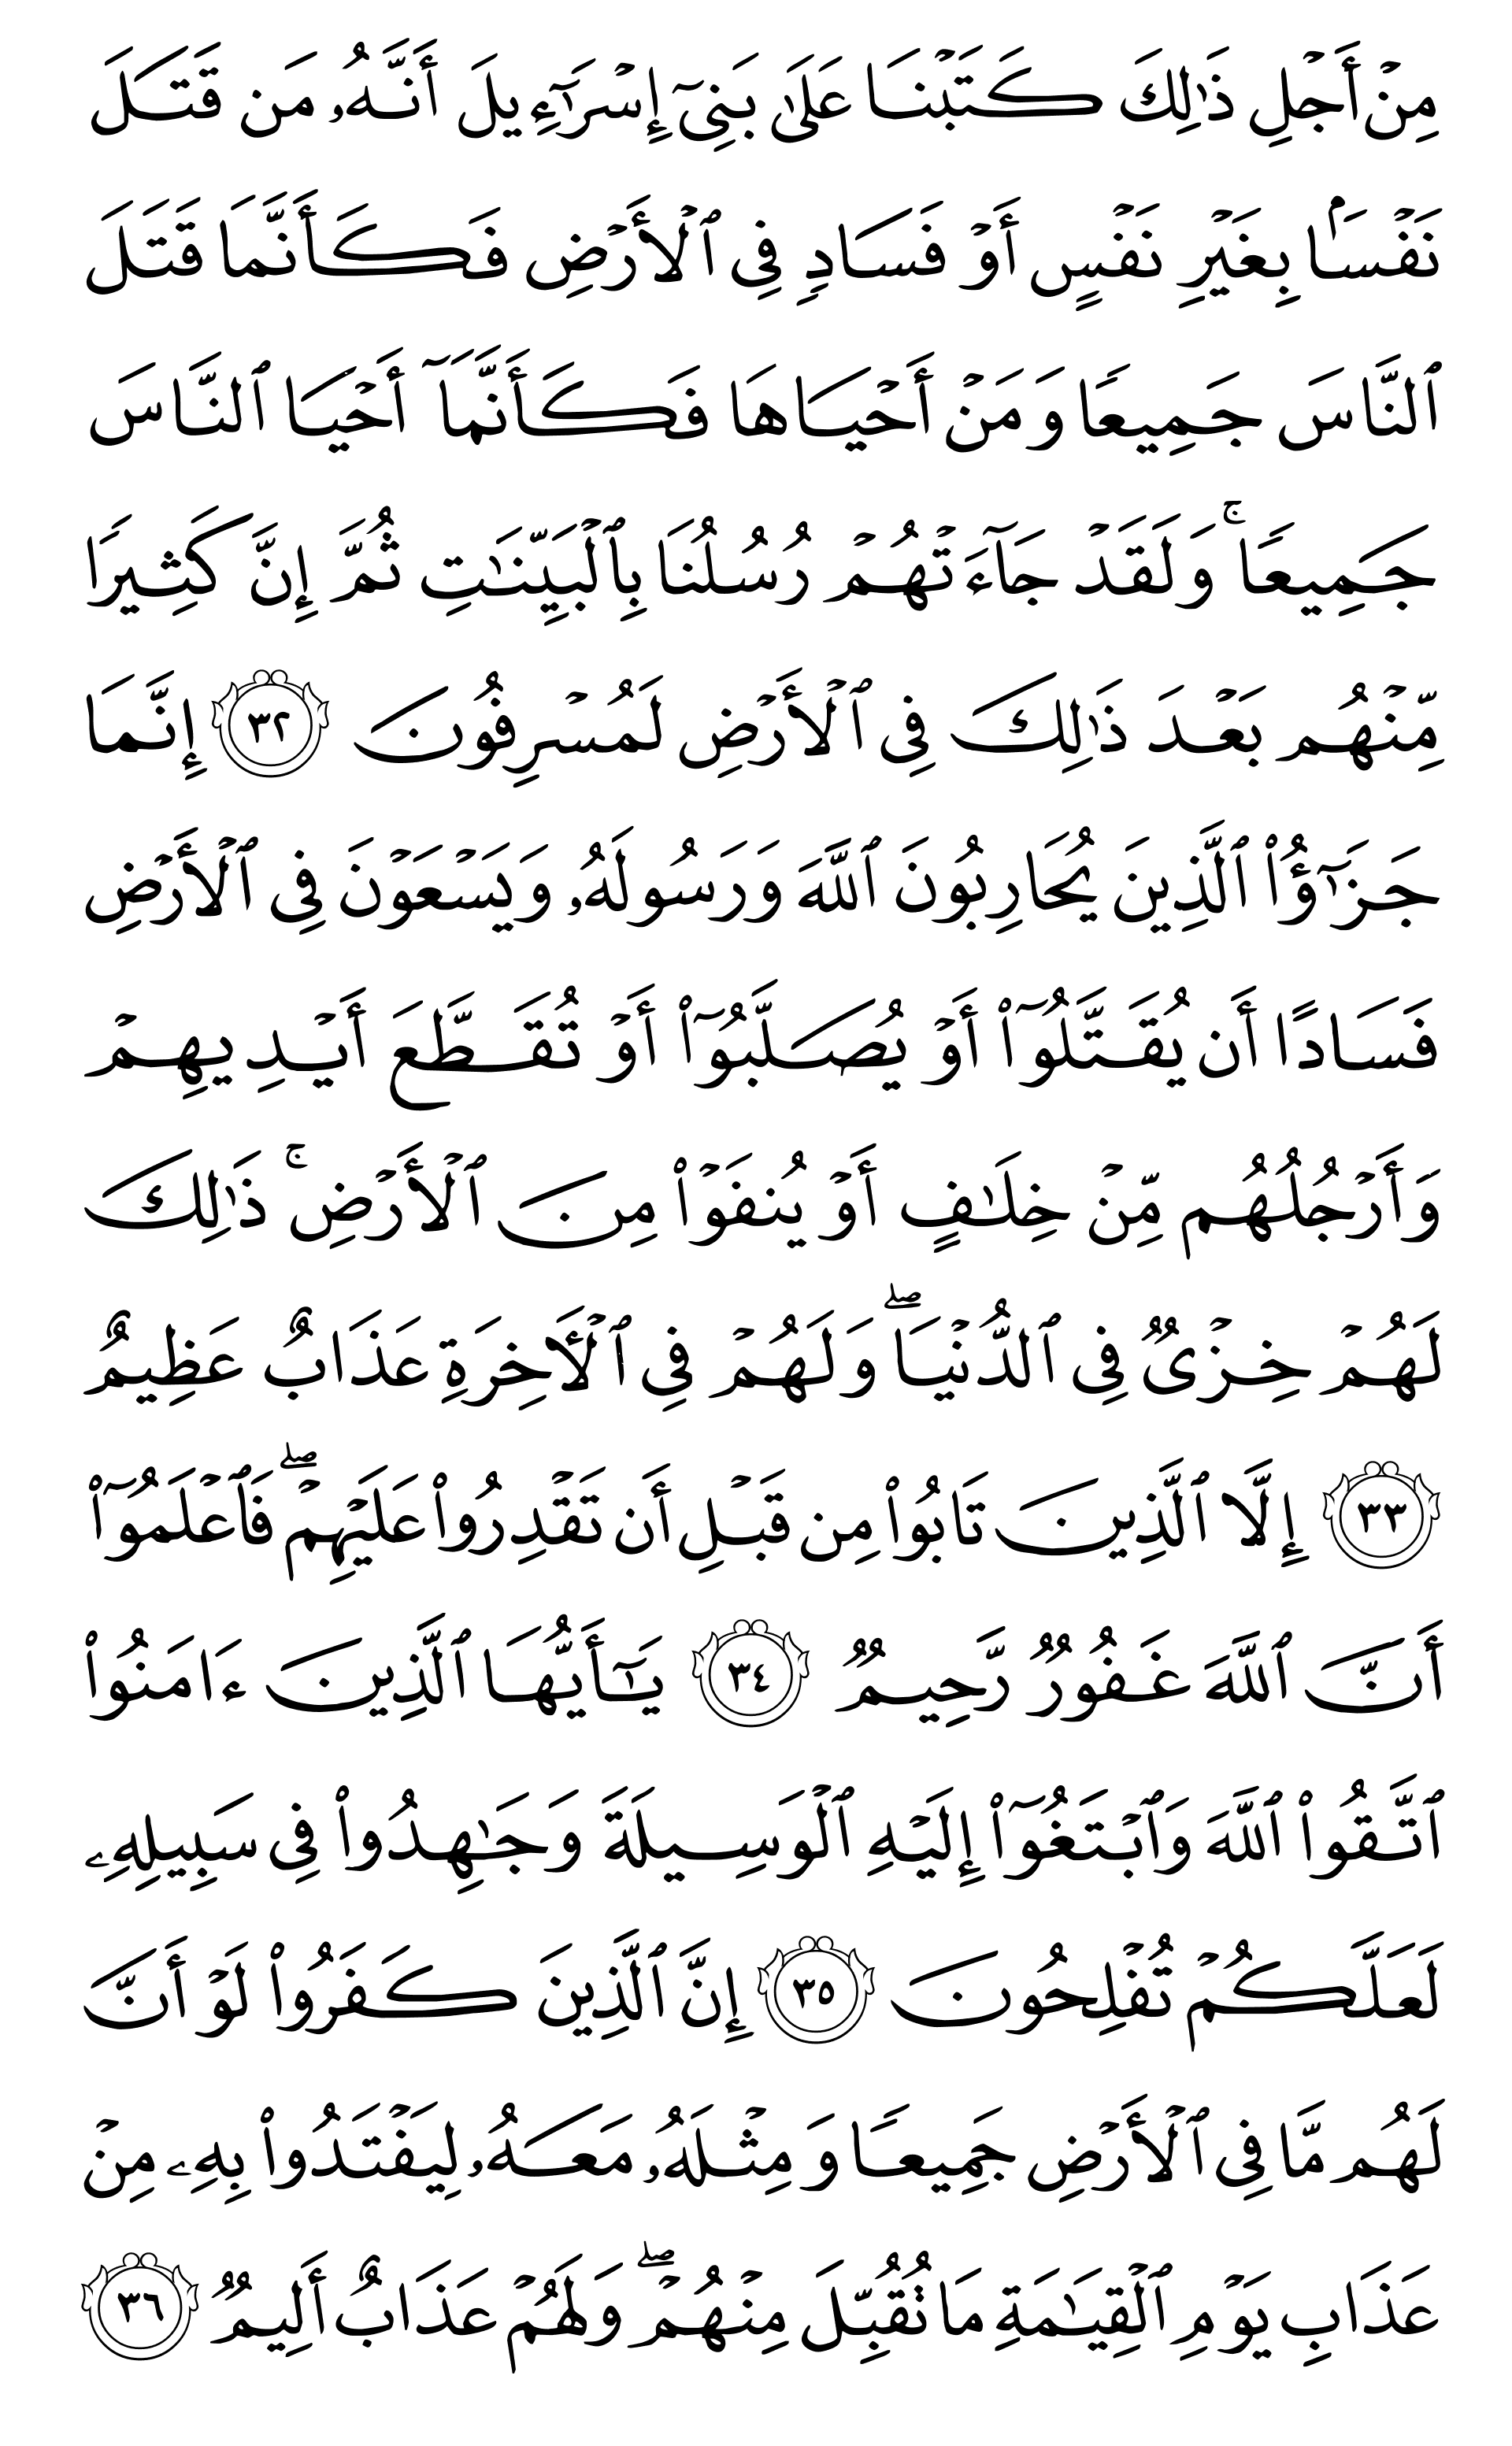 مِنْ أَجْلِ ذَٰلِكَ كَتَبْنَا عَلَىٰ بَنِىٓ إِسْرَٰٓءِيلَ أَنَّهُۥ مَن قَتَلَ
نَفْسًۢا بِغَيْرِ نَفْسٍ أَوْ فَسَادٍ فِى ٱلْأَرْضِ فَكَأَنَّمَا قَتَلَ
ٱلنَّاسَ جَمِيعًا وَمَنْ أَحْيَاهَا فَكَأَنَّمَآ أَحْيَا ٱلنَّاسَ
جَمِيعًا ۚ وَلَقَدْ جَآءَتْهُمْ رُسُلُنَا بِٱلْبَيِّنَٰتِ ثُمَّ إِنَّ كَثِيرًا
مِّنْهُم بَعْدَ ذَٰلِكَ فِى ٱلْأَرْضِ لَمُسْرِفُونَ ٣٢ إِنَّمَا
جَزَٰٓؤُا۟ ٱلَّذِينَ يُحَارِبُونَ ٱللَّهَ وَرَسُولَهُۥ وَيَسْعَوْنَ فِى ٱلْأَرْضِ
فَسَادًا أَن يُقَتَّلُوٓا۟ أَوْ يُصَلَّبُوٓا۟ أَوْ تُقَطَّعَ أَيْدِيهِمْ
وَأَرْجُلُهُم مِّنْ خِلَٰفٍ أَوْ يُنفَوْا۟ مِنَ ٱلْأَرْضِ ۚ ذَٰلِكَ
لَهُمْ خِزْىٌ فِى ٱلدُّنْيَا ۖ وَلَهُمْ فِى ٱلْأَخِرَةِ عَذَابٌ عَظِيمٌ
٣٣ إِلَّا ٱلَّذِينَ تَابُوا۟ مِن قَبْلِ أَن تَقْدِرُوا۟ عَلَيْهِمْ ۖ فَٱعْلَمُوٓا۟
أَنَّ ٱللَّهَ غَفُورٌ رَّحِيمٌ ٣٤ يَٰٓأَيُّهَا ٱلَّذِينَ ءَامَنُوا۟
ٱتَّقُوا۟ ٱللَّهَ وَٱبْتَغُوٓا۟ إِلَيْهِ ٱلْوَسِيلَةَ وَجَٰهِدُوا۟ فِى سَبِيلِهِۦ
لَعَلَّكُمْ تُفْلِحُونَ ٣٥ إِنَّ ٱلَّذِينَ كَفَرُوا۟ لَوْ أَنَّ
لَهُم مَّا فِى ٱلْأَرْضِ جَمِيعًا وَمِثْلَهُۥ مَعَهُۥ لِيَفْتَدُوا۟ بِهِۦ مِنْ
عَذَابِ يَوْمِ ٱلْقِيَٰمَةِ مَا تُقُبِّلَ مِنْهُمْ ۖ وَلَهُمْ عَذَابٌ أَلِيمٌ ٣٦